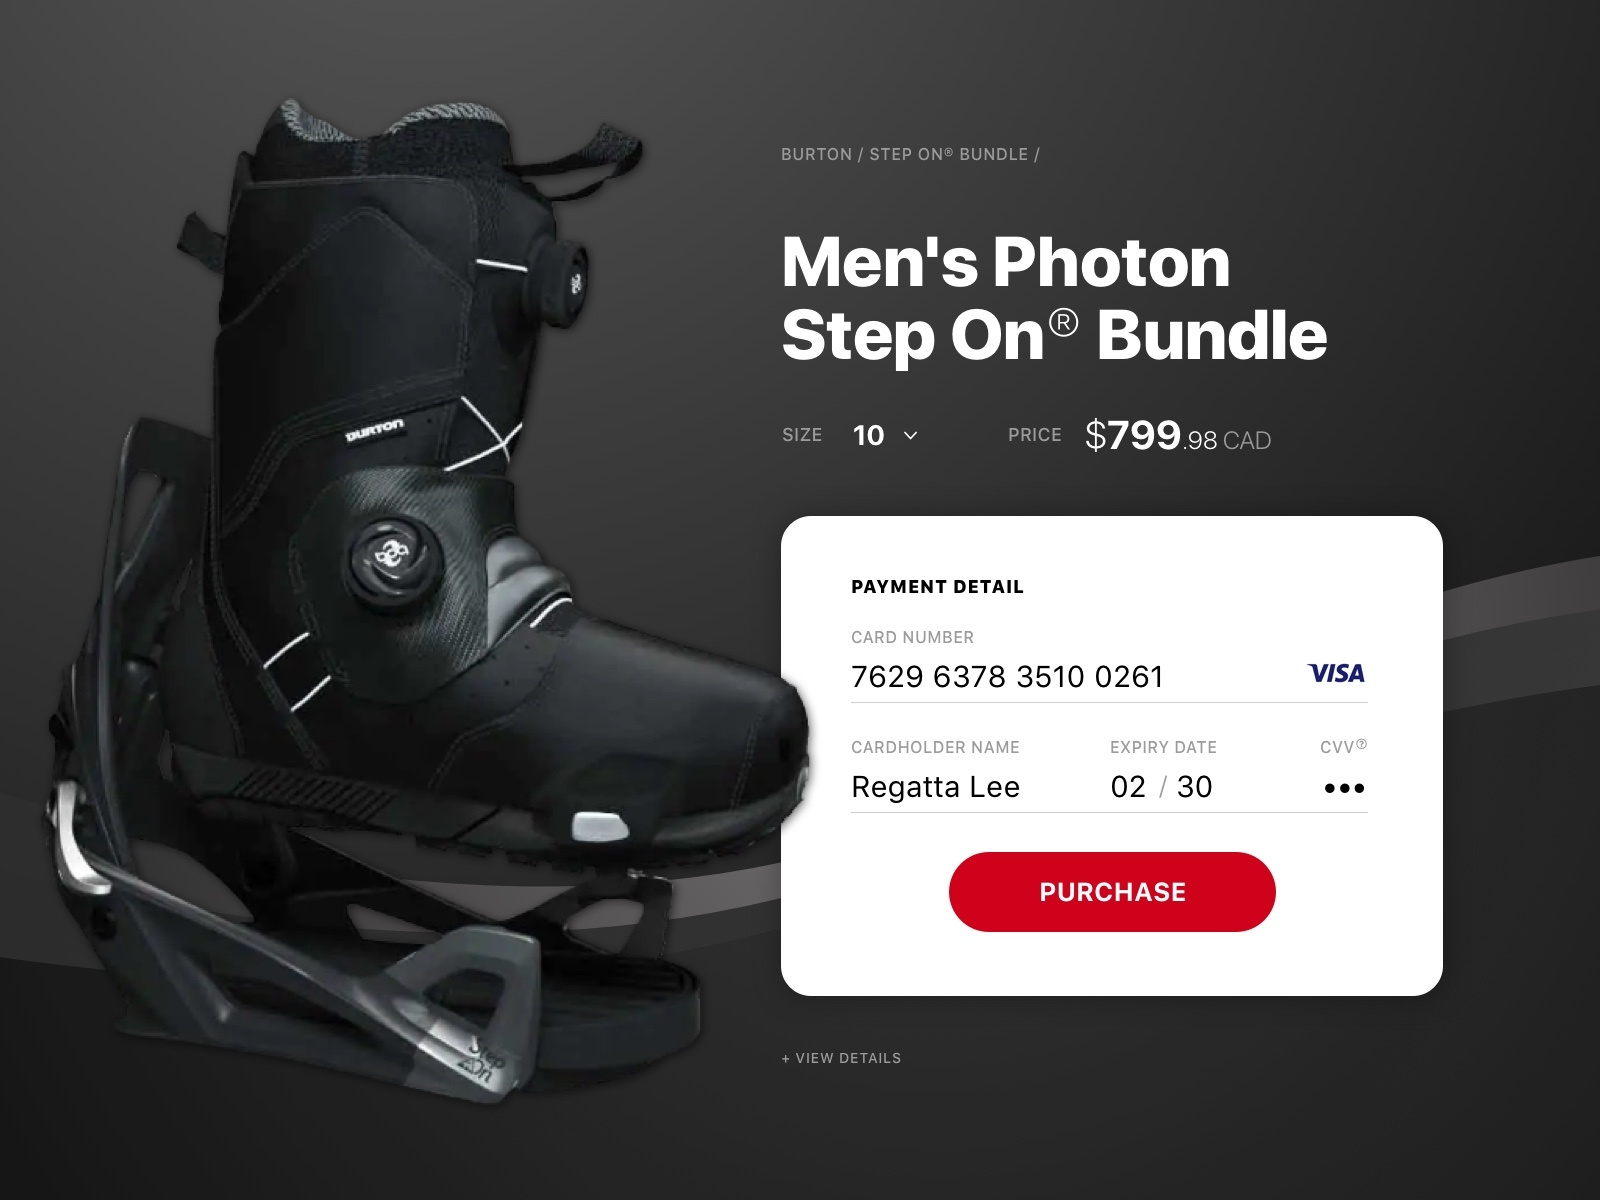 BURTON / STEP ON® BUNDLE /
Men's Photon
Step On® Bundle
SIZE 10 PRICE $799.98 CAD
BURTON
PAYMENT DETAIL
CARD NUMBER
7629 6378 3510 0261 VISA
CARDHOLDER NAME EXPIRY DATE CVV?
Regatta Lee 02 / 30 •••
PURCHASE
Step
On
+ VIEW DETAILS